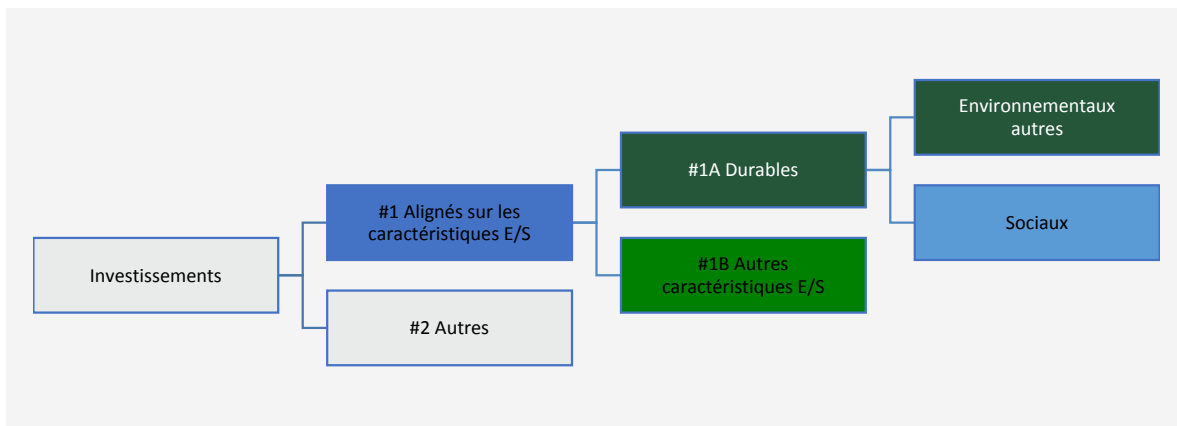 Investissements
#1 Alignés sur les
caractéristiques E/S
#2 Autres
#1A Durables
#1B Autres
caractéristiques E/S
Environnementaux
autres
Sociaux